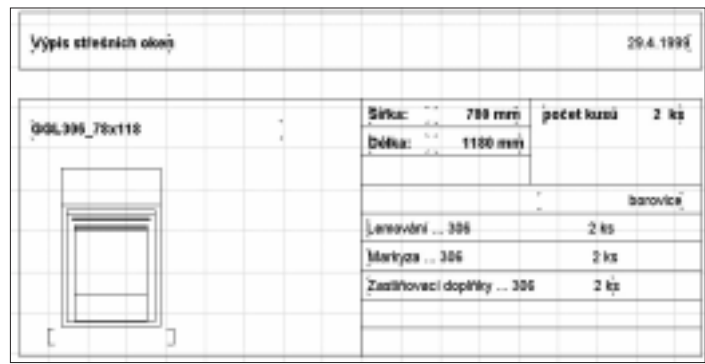 Výpis střešních oken
29.4.1999
GGL306_78x118
Šířka: 780 mm
počet kusů 2 ks
Délka: 1180 mm
borovice
Lemování ... 306 2 ks
Markyza ... 306 2 ks
Zastiňovací doplňky ... 306 2 ks